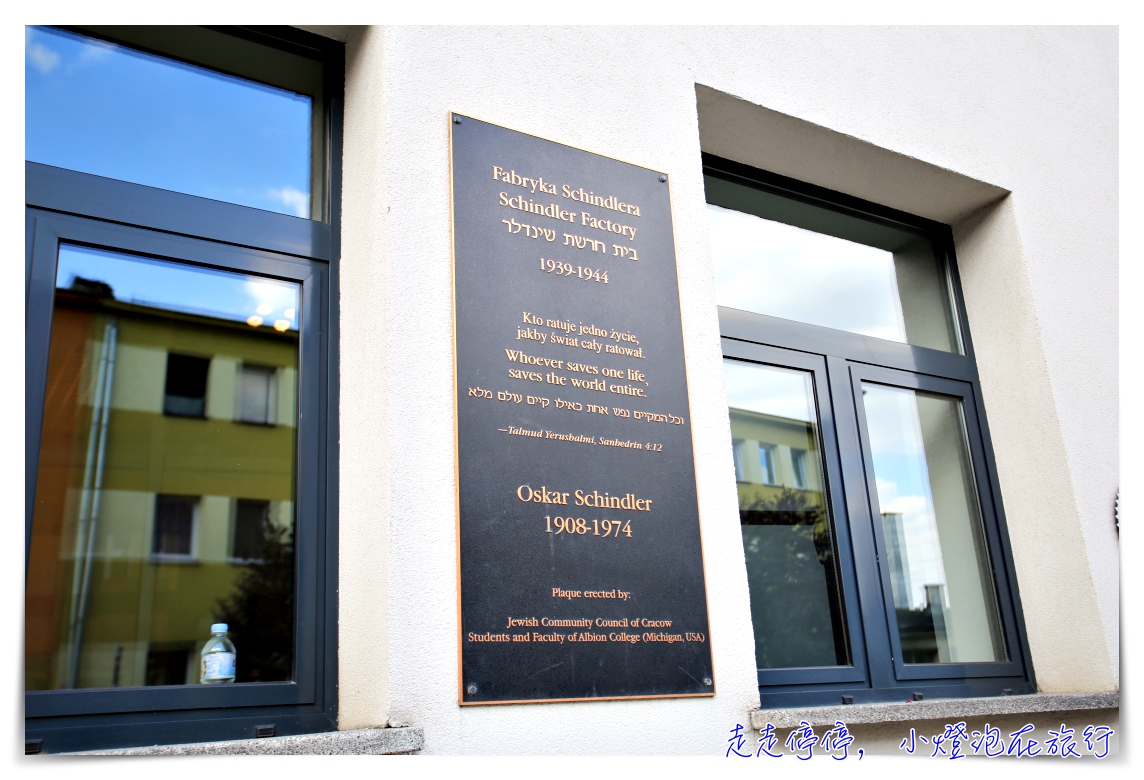 Fabryka Schindlera
Schindler Factory
בית חרשת שינדלר
1939-1944
Kto ratuje jedno życie,
jakby świat cały ratował.
Whoever saves one life,
saves the world entire.
וכל המקיים נפש אחת כאילו קיים עולם מלא
—Talmud Yerushalmi, Sanhedrin 4:12
Oskar Schindler
1908-1974
Plaque erected by:
Jewish Community Council of Cracow
Students and Faculty of Albion College (Michigan, USA)
走走停停，小燈泡在旅行